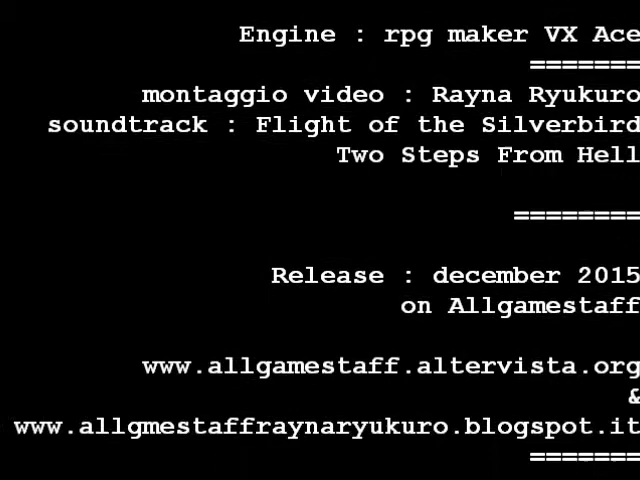 Engine : rpg maker VX Ace
=======
montaggio video : Rayna Ryukuro
soundtrack : Flight of the Silverbird
Two Steps From Hell
========
Release : december 2015
on Allgamestaff
www.allgamestaff.altervista.org
&
www.allgmestaffraynaryukuro.blogspot.it
=======